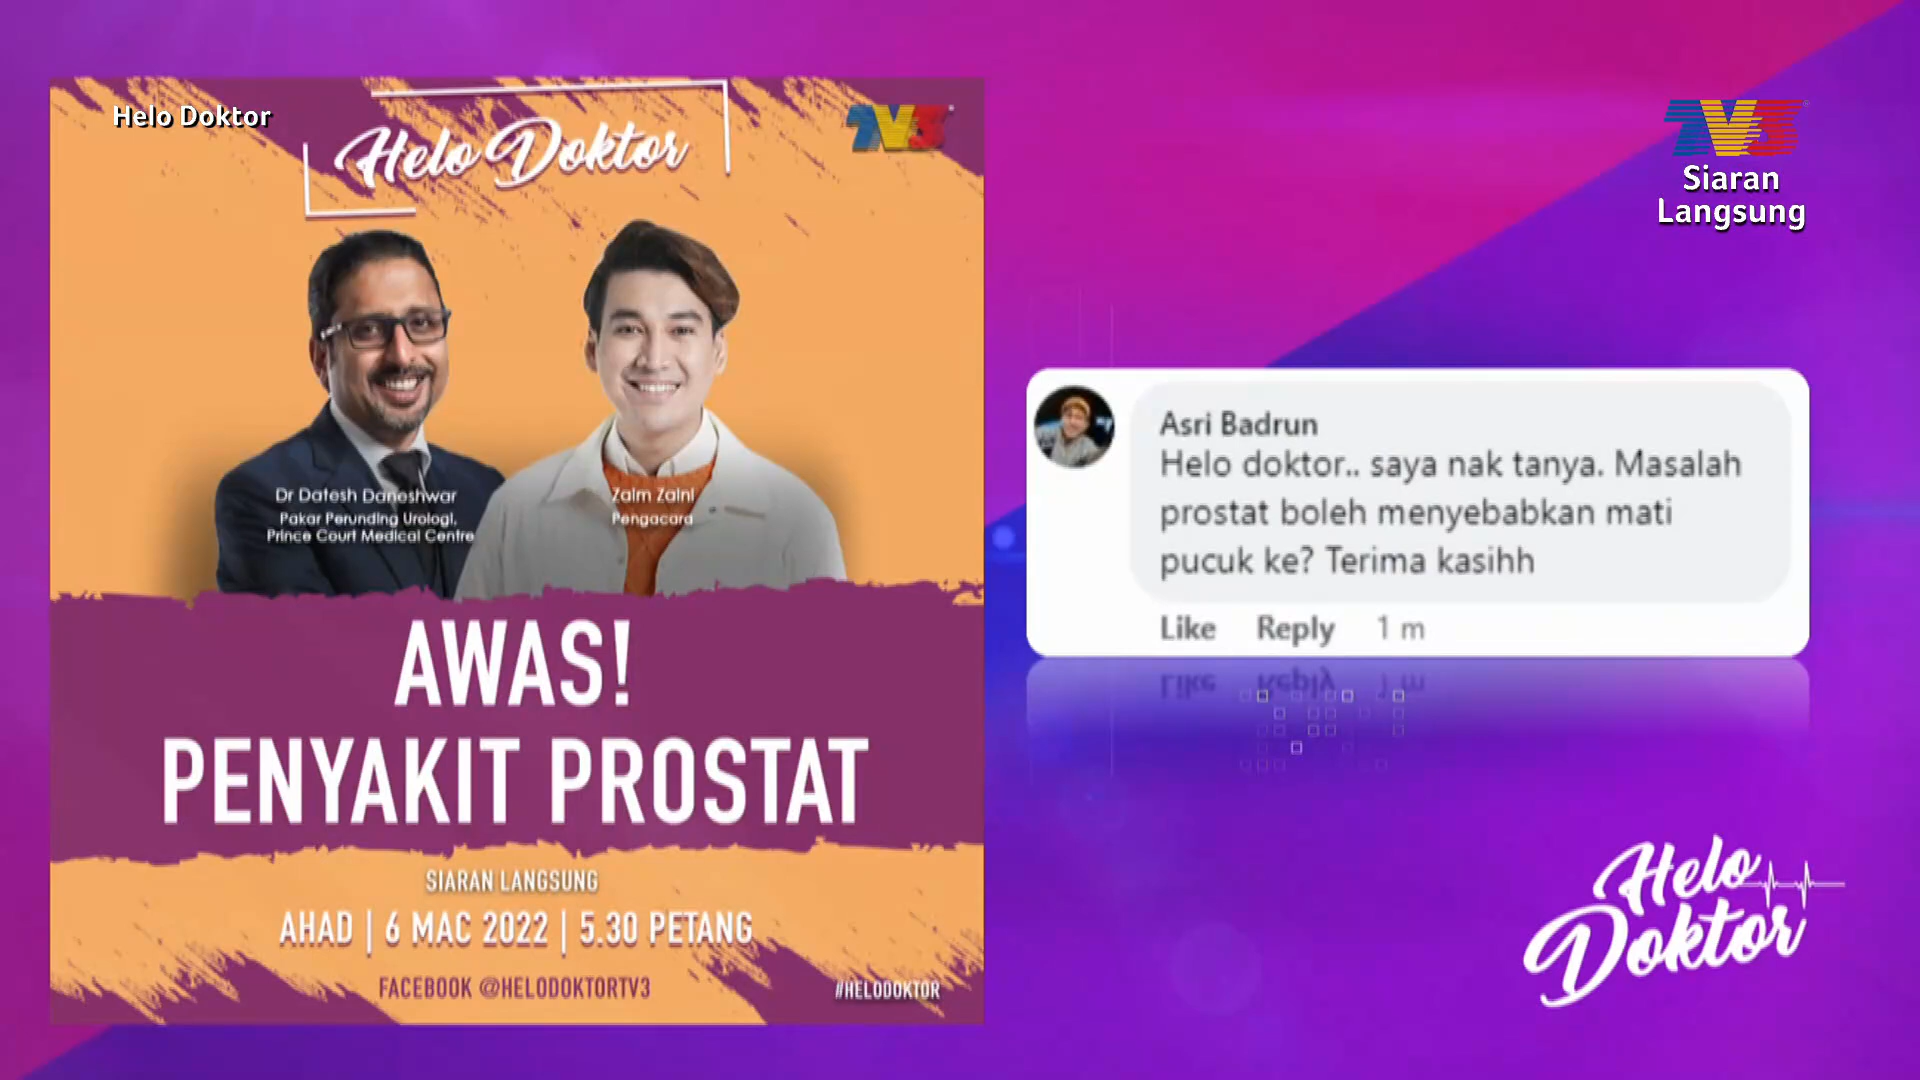 Helo Doktor
Helo Doktor
TV3
Dr Datesh Daneshwar
Pakar Perunding Urologi,
Prince Court Medical Centre
Zaim Zaini
Pengacara
AWAS!
PENYAKIT PROSTAT
SIARAN LANGSUNG
AHAD | 6 MAC 2022 | 5.30 PETANG
FACEBOOK @HELODOKTORTV3
#HELODOKTOR
TV3
Siaran
Langsung
Asri Badrun
Helo doktor.. saya nak tanya. Masalah
prostat boleh menyebabkan mati
pucuk ke? Terima kasihh
Like Reply 1 m
Helo
Doktor